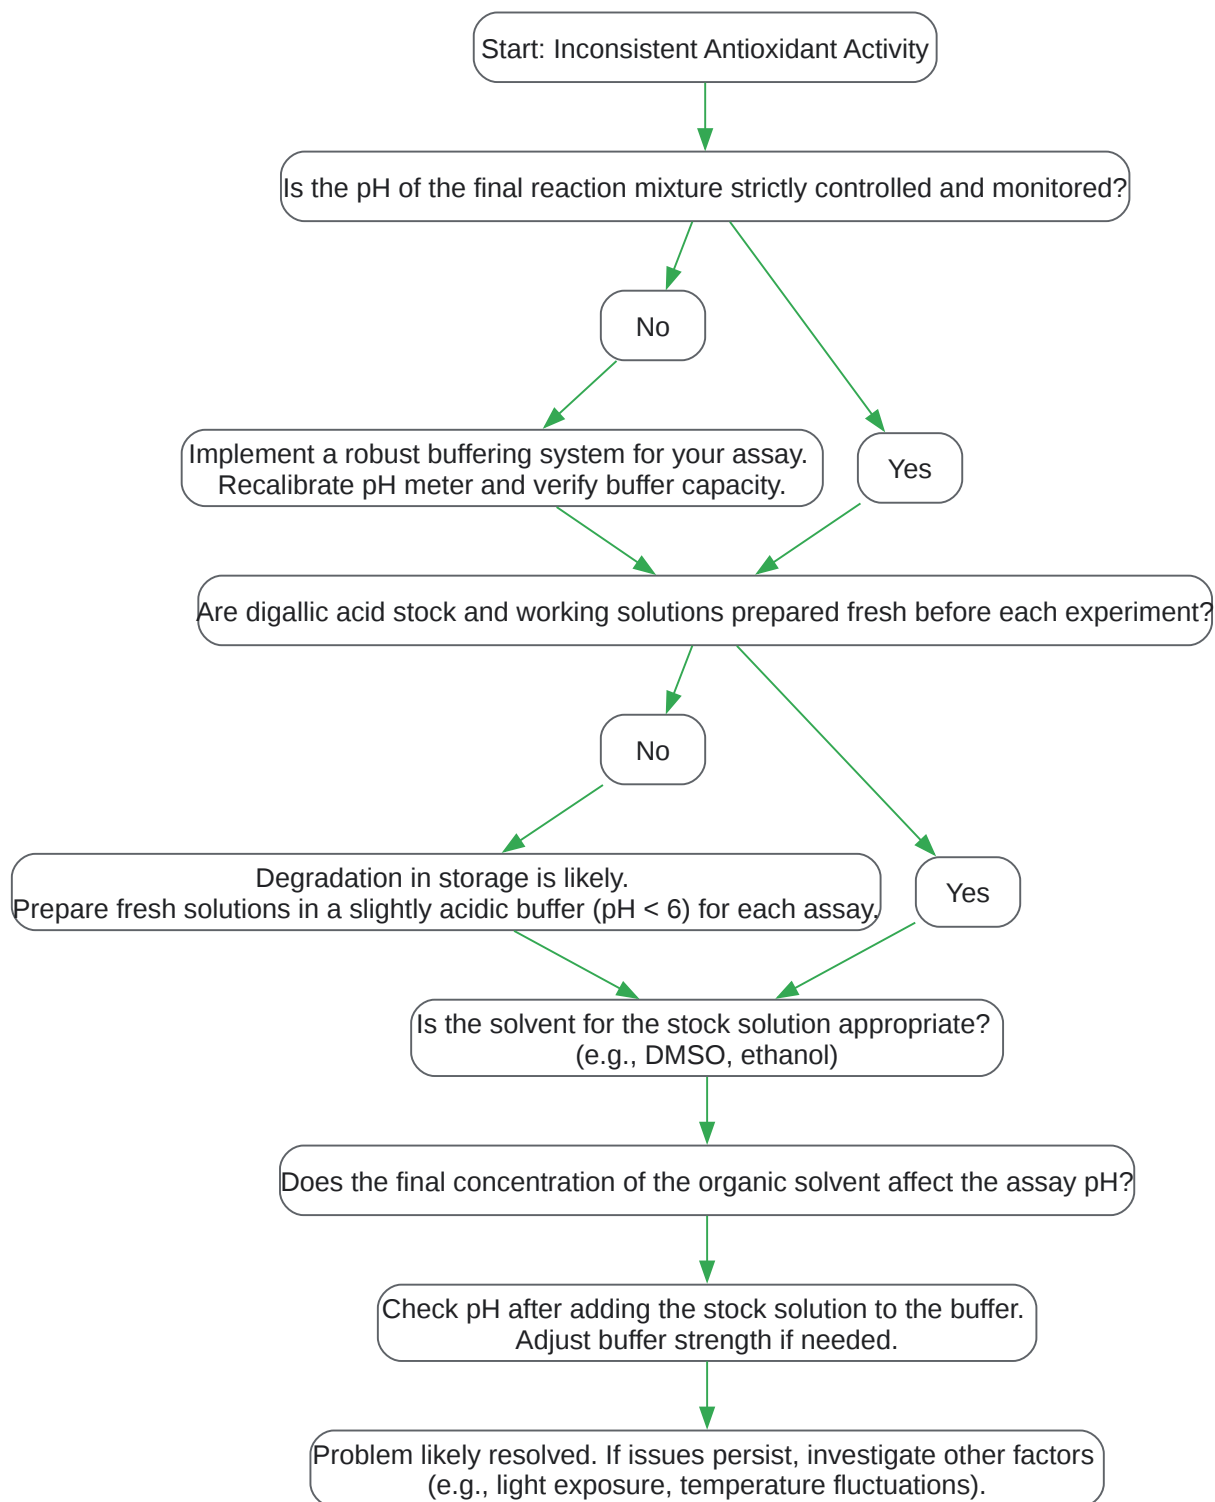 Start: Inconsistent Antioxidant Activity
Is the pH of the final reaction mixture strictly controlled and monitored?
No
Implement a robust buffering system for your assay.
Recalibrate pH meter and verify buffer capacity.
Yes
Are digallic acid stock and working solutions prepared fresh before each experiment?
No
Degradation in storage is likely.
Prepare fresh solutions in a slightly acidic buffer (pH < 6) for each assay.
Yes
Is the solvent for the stock solution appropriate?
(e.g., DMSO, ethanol)
Does the final concentration of the organic solvent affect the assay pH?
Check pH after adding the stock solution to the buffer.
Adjust buffer strength if needed.
Problem likely resolved. If issues persist, investigate other factors
(e.g., light exposure, temperature fluctuations).